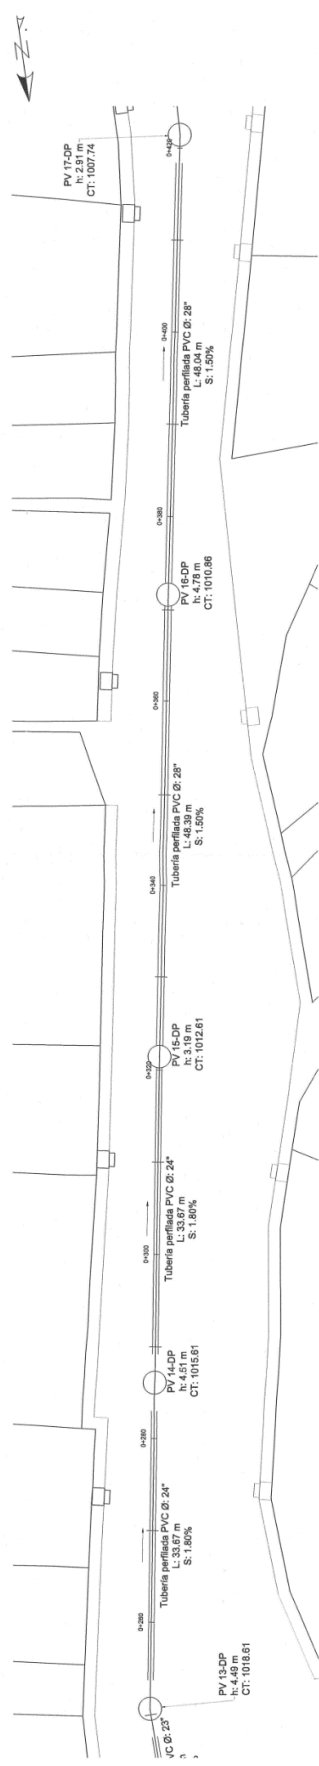 N.
PV 17-DP
h: 2.91 m
CT: 1007.74
0+400
Tubería perfilada PVC Ø: 28"
L: 48.04 m
S: 1.50%
0+380
PV 16-DP
h: 4.78 m
CT: 1010.86
0+360
Tubería perfilada PVC Ø: 28"
L: 48.39 m
S: 1.50%
0+340
0+320
PV 15-DP
h: 3.19 m
CT: 1012.61
Tubería perfilada PVC Ø: 24"
L: 33.67 m
S: 1.80%
0+300
PV 14-DP
h: 4.51 m
CT: 1015.61
0+280
Tubería perfilada PVC Ø: 24"
L: 33.67 m
S: 1.80%
0+260
PV 13-DP
h: 4.49 m
CT: 1018.61
VC Ø: 23"